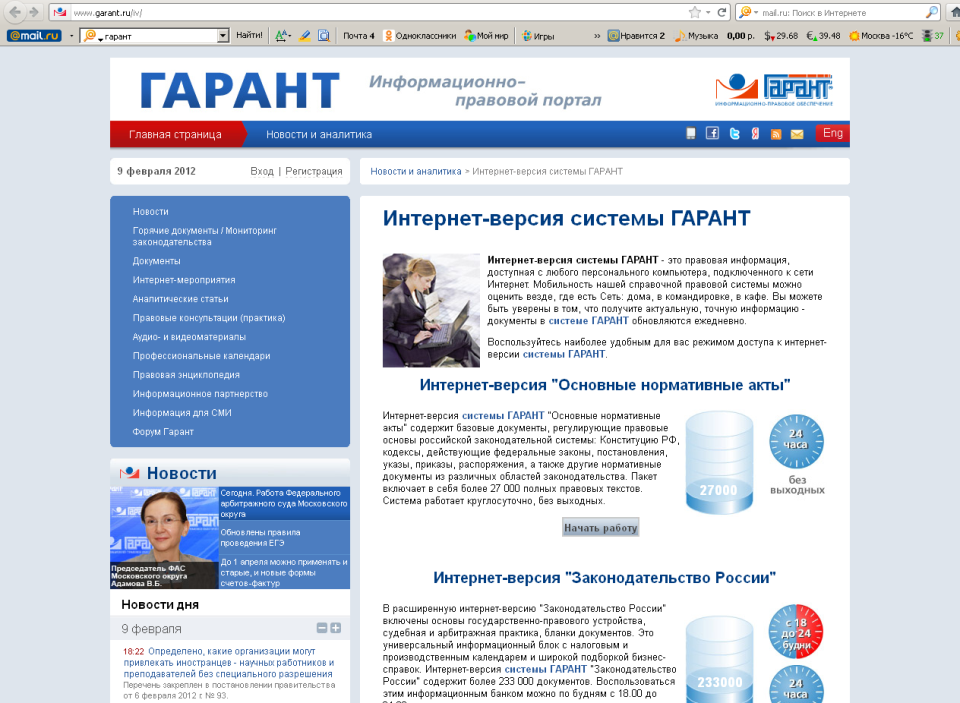 www.garant.ru/iv/
mail.ru: Поиск в Интернете
@mail.ru
гарант
Найти!
Почта 4
Одноклассники
Мой мир
Игры
»
Нравится 2
Музыка
0,00 р.
29.68
39.48
Москва -16°C
37
ГАРАНТ
Информационно-
правовой портал
Гарант
ИНФОРМАЦИОННО-ПРАВОВОЕ ОБЕСПЕЧЕНИЕ
Главная страница
Новости и аналитика
Eng
9 февраля 2012
Вход | Регистрация
Новости и аналитика > Интернет-версия системы ГАРАНТ
Новости
Горячие документы / Мониторинг
законодательства
Документы
Интернет-мероприятия
Аналитические статьи
Правовые консультации (практика)
Аудио- и видеоматериалы
Профессиональные календари
Правовая энциклопедия
Информационное партнерство
Информация для СМИ
Форум Гарант
Новости
Сегодня. Работа Федерального
арбитражного суда Московского
округа
Обновлены правила
проведения ЕГЭ
До 1 апреля можно применять и
старые, и новые формы
счетов-фактур
Председатель ФАС
Московского округа
Адамова В.Б.
Новости дня
9 февраля
18:22 Определено, какие организации могут
привлекать иностранцев - научных работников и
преподавателей без специального разрешения
Перечень закреплен в постановлении правительства
от 6 февраля 2012 г. № 93.
Интернет-версия системы ГАРАНТ
Интернет-версия системы ГАРАНТ - это правовая информация,
доступная с любого персонального компьютера, подключенного к сети
Интернет. Мобильность нашей справочной правовой системы можно
оценить везде, где есть Сеть: дома, в командировке, в кафе. Вы можете
быть уверены в том, что получите актуальную, точную информацию -
документы в системе ГАРАНТ обновляются ежедневно.
Воспользуйтесь наиболее удобным для вас режимом доступа к интернет-
версии системы ГАРАНТ.
Интернет-версия "Основные нормативные акты"
Интернет-версия системы ГАРАНТ "Основные нормативные
акты" содержит базовые документы, регулирующие правовые
основы российской законодательной системы: Конституцию РФ,
кодексы, действующие федеральные законы, постановления,
указы, приказы, распоряжения, а также другие нормативные
документы из различных областей законодательства. Пакет
включает в себя более 27 000 полных правовых текстов.
Система работает круглосуточно, без выходных.
27000
24
часа
без
выходных
Начать работу
Интернет-версия "Законодательство России"
В расширенную интернет-версию "Законодательство России"
включены основы государственно-правового устройства,
судебная и арбитражная практика, бланки документов. Это
универсальный информационный блок с налоговым и
производственным календарем и широкой подборкой бизнес-
справок. Интернет-версия системы ГАРАНТ "Законодательство
России" содержит более 233 000 документов. Воспользоваться
этим информационным банком можно по будням с 18.00 до
233000
с 18
до 24
будни
24
часа